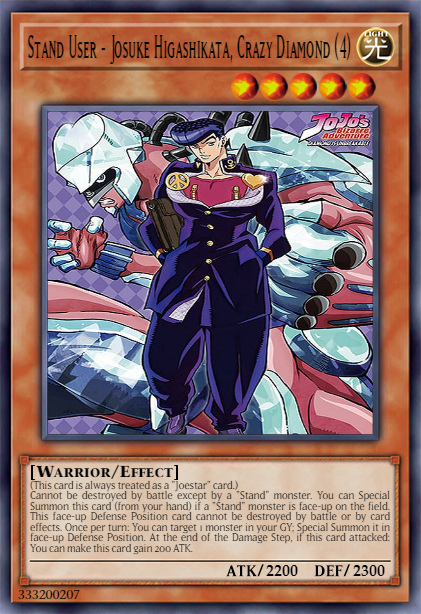 Stand User - Josuke Higashikata, Crazy Diamond (4)
LIGHT
光
JoJo's
Bizarre
Adventure
Diamond is Unbreakable
[Warrior/Effect]
(This card is always treated as a "Joestar" card.)
Cannot be destroyed by battle except by a "Stand" monster. You can Special
Summon this card (from your hand) if a "Stand" monster is face-up on the field.
This face-up Defense Position card cannot be destroyed by battle or by card
effects. Once per turn: You can target 1 monster in your GY; Special Summon it in
face-up Defense Position. At the end of the Damage Step, if this card attacked:
You can make this card gain 200 ATK.
ATK/2200 DEF/2300
333200207